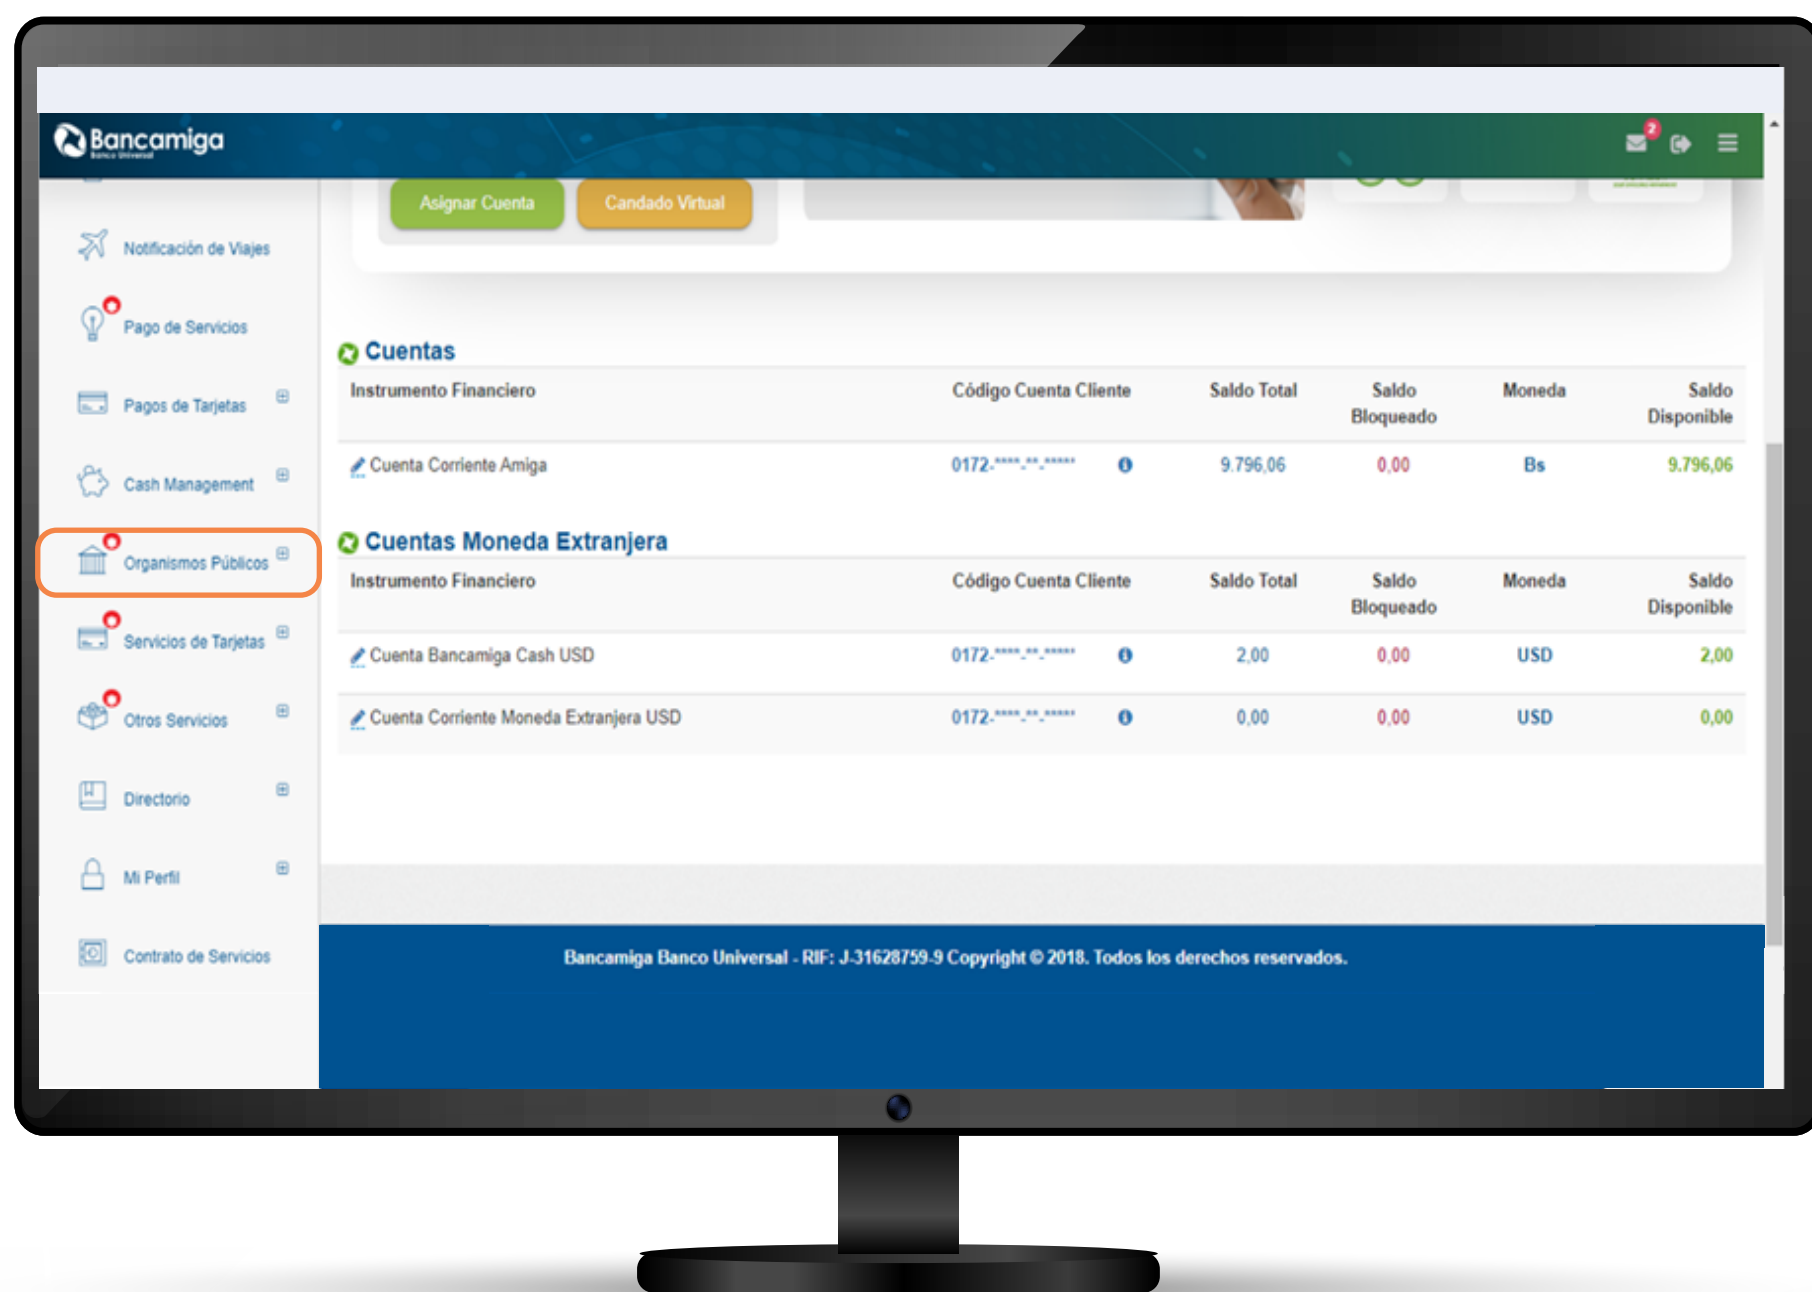 Bancamiga
Banco Universal
2
Asignar Cuenta
Candado Virtual
Notificación de Viajes
Pago de Servicios
Pagos de Tarjetas
Cash Management
Organismos Públicos
Servicios de Tarjetas
Otros Servicios
Directorio
Mi Perfil
Contrato de Servicios
Cuentas
Instrumento Financiero Código Cuenta Cliente Saldo Total Saldo Bloqueado Moneda Saldo Disponible
Cuenta Corriente Amiga 0172-****-**-***** 9.796,06 0,00 Bs 9.796,06
Cuentas Moneda Extranjera
Instrumento Financiero Código Cuenta Cliente Saldo Total Saldo Bloqueado Moneda Saldo Disponible
Cuenta Bancamiga Cash USD 0172-****-**-***** 2,00 0,00 USD 2,00
Cuenta Corriente Moneda Extranjera USD 0172-****-**-***** 0,00 0,00 USD 0,00
Bancamiga Banco Universal - RIF: J-31628759-9 Copyright © 2018. Todos los derechos reservados.